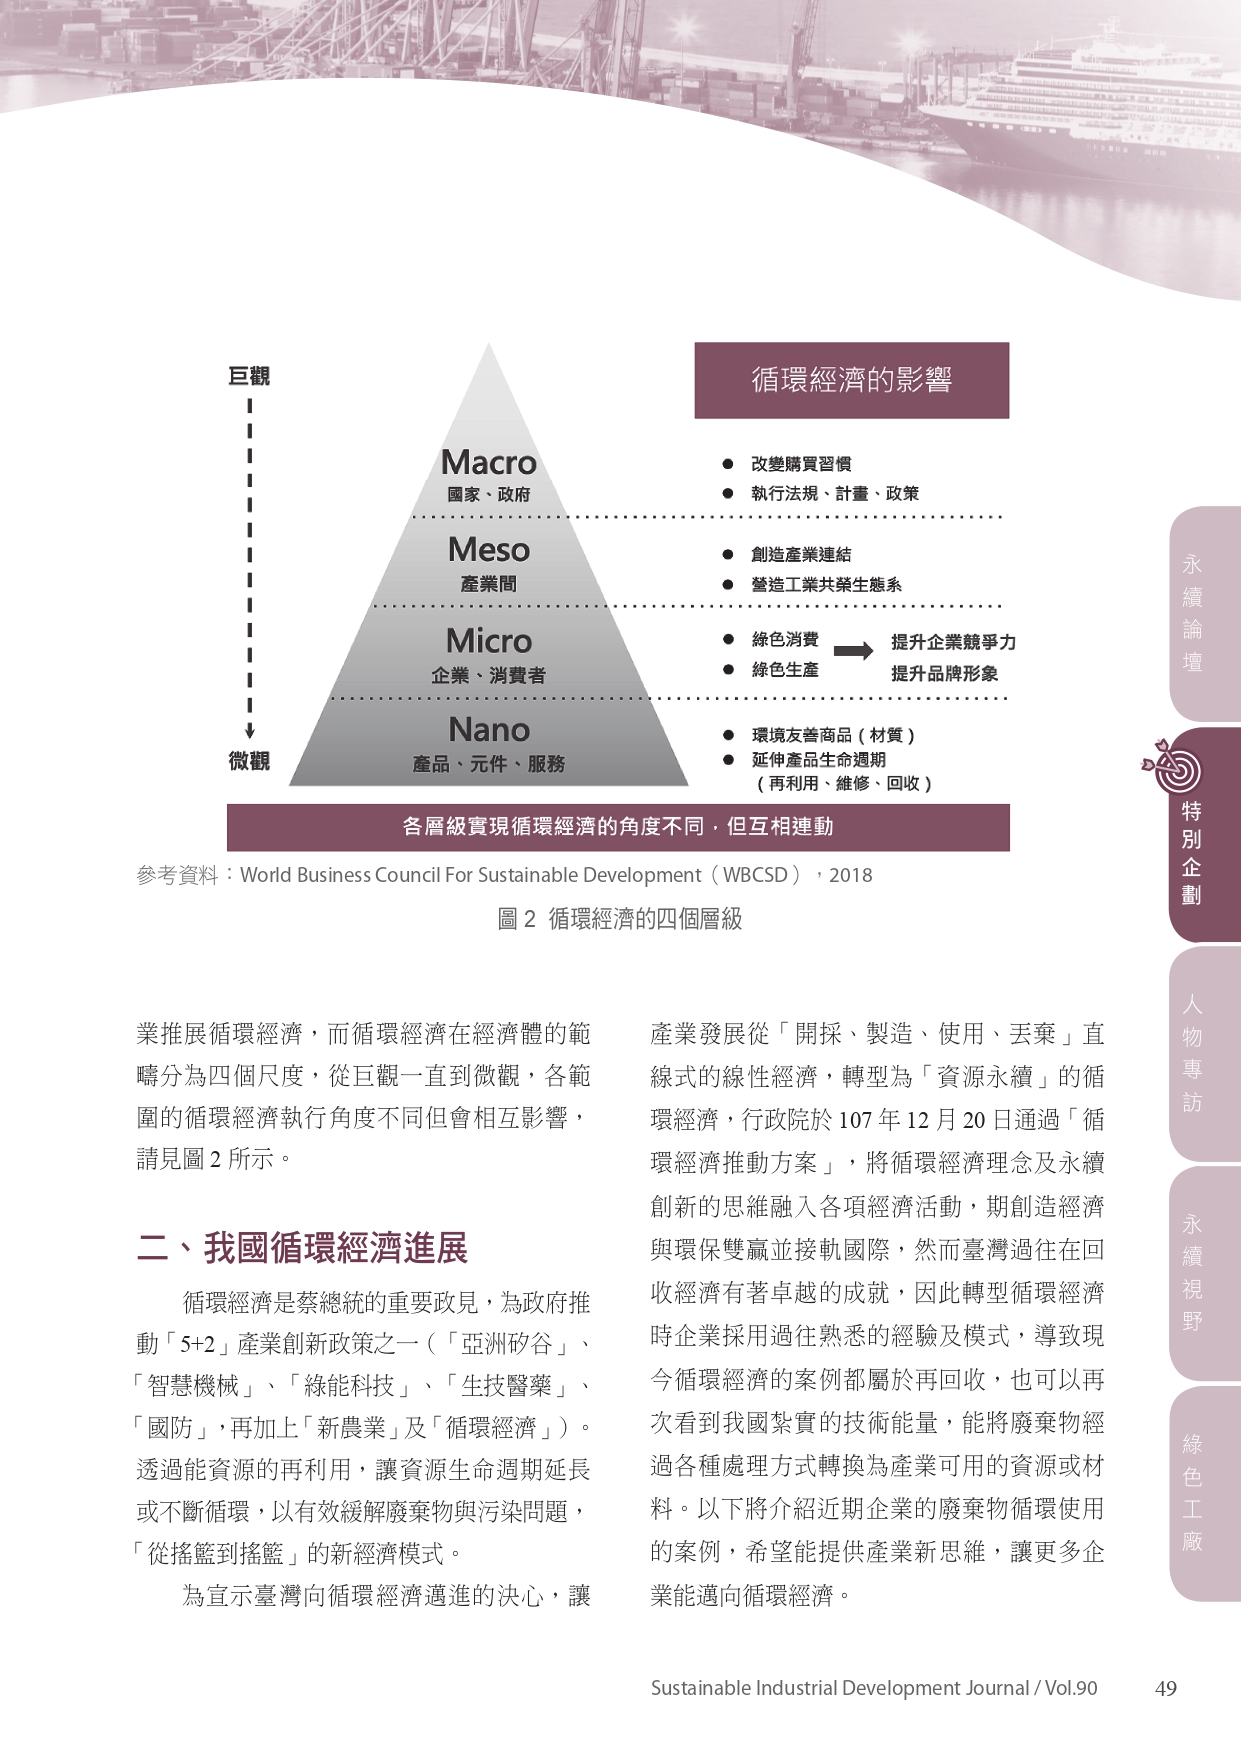 巨觀
微觀
循環經濟的影響
Macro
國家、政府
● 改變購買習慣
● 執行法規、計畫、政策
Meso
產業間
● 創造產業連結
● 營造工業共榮生態系
Micro
企業、消費者
● 綠色消費
● 綠色生產
提升企業競爭力
提升品牌形象
Nano
產品、元件、服務
● 環境友善商品 ( 材質 )
● 延伸產品生命週期
( 再利用、維修、回收 )
各層級實現循環經濟的角度不同，但互相連動
參考資料：World Business Council For Sustainable Development（WBCSD），2018
圖 2 循環經濟的四個層級
業推展循環經濟，而循環經濟在經濟體的範
疇分為四個尺度，從巨觀一直到微觀，各範
圍的循環經濟執行角度不同但會相互影響，
請見圖 2 所示。
二、我國循環經濟進展
循環經濟是蔡總統的重要政見，為政府推
動「5+2」產業創新政策之一（「亞洲矽谷」、
「智慧機械」、「綠能科技」、「生技醫藥」、
「國防」，再加上「新農業」及「循環經濟」）。
透過能資源的再利用，讓資源生命週期延長
或不斷循環，以有效緩解廢棄物與污染問題，
「從搖籃到搖籃」的新經濟模式。
為宣示臺灣向循環經濟邁進的決心，讓
產業發展從「開採、製造、使用、丟棄」直
線式的線性經濟，轉型為「資源永續」的循
環經濟，行政院於 107 年 12 月 20 日通過「循
環經濟推動方案」，將循環經濟理念及永續
創新的思維融入各項經濟活動，期創造經濟
與環保雙贏並接軌國際，然而臺灣過往在回
收經濟有著卓越的成就，因此轉型循環經濟
時企業採用過往熟悉的經驗及模式，導致現
今循環經濟的案例都屬於再回收，也可以再
次看到我國紮實的技術能量，能將廢棄物經
過各種處理方式轉換為產業可用的資源或材
料。以下將介紹近期企業的廢棄物循環使用
的案例，希望能提供產業新思維，讓更多企
業能邁向循環經濟。
永續論壇
特別企劃
人物專訪
永續視野
綠色工廠
Sustainable Industrial Development Journal / Vol.90 49